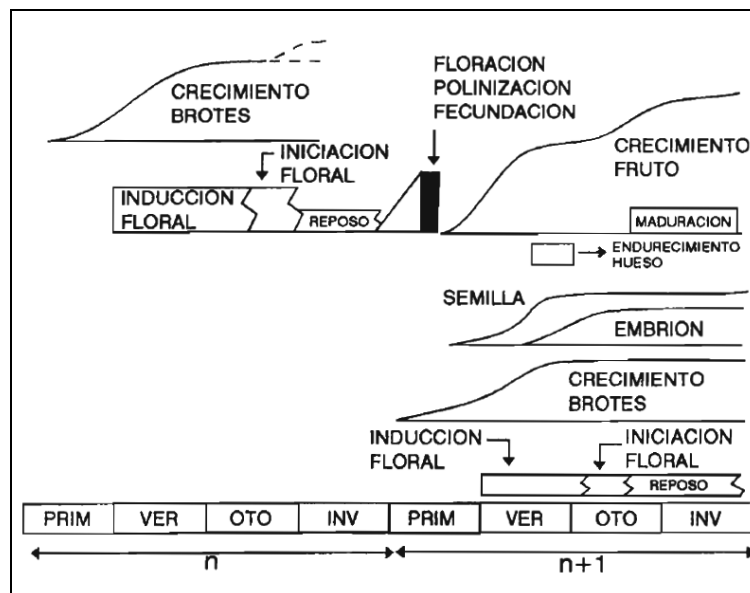 FLORACION
POLINIZACION
FECUNDACION
CRECIMIENTO
BROTES
INICIACION
FLORAL
CRECIMIENTO
FRUTO
INDUCCION
FLORAL
REPOSO
MADURACION
ENDURECIMIENTO
HUESO
SEMILLA
EMBRION
CRECIMIENTO
BROTES
INDUCCION
FLORAL
INICIACION
FLORAL
REPOSO
PRIM VER OTO INV PRIM VER OTO INV
n n+1